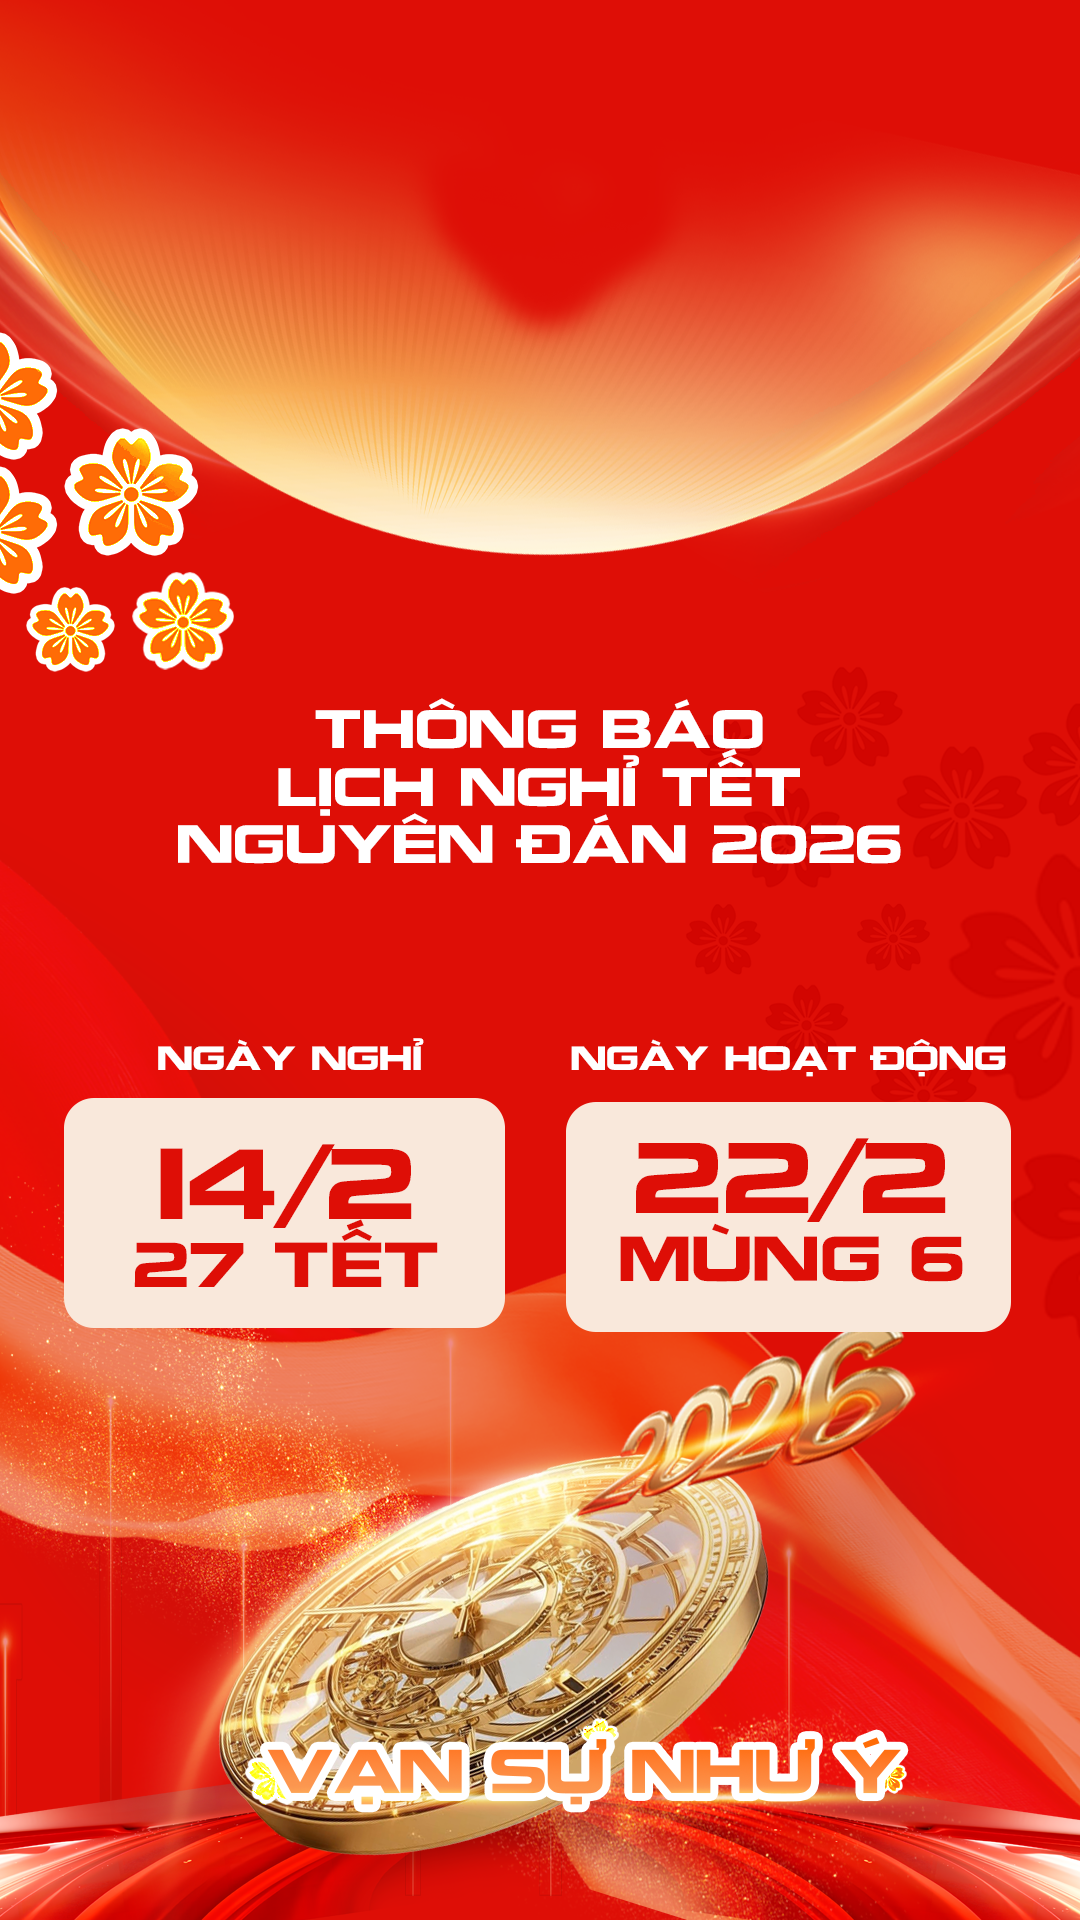 THÔNG BÁO
LỊCH NGHỈ TẾT
NGUYÊN ĐÁN 2026
NGÀY NGHỈ
14/2
27 TẾT
NGÀY HOẠT ĐỘNG
22/2
MÙNG 6
2026
VẠN SỰ NHƯ Ý